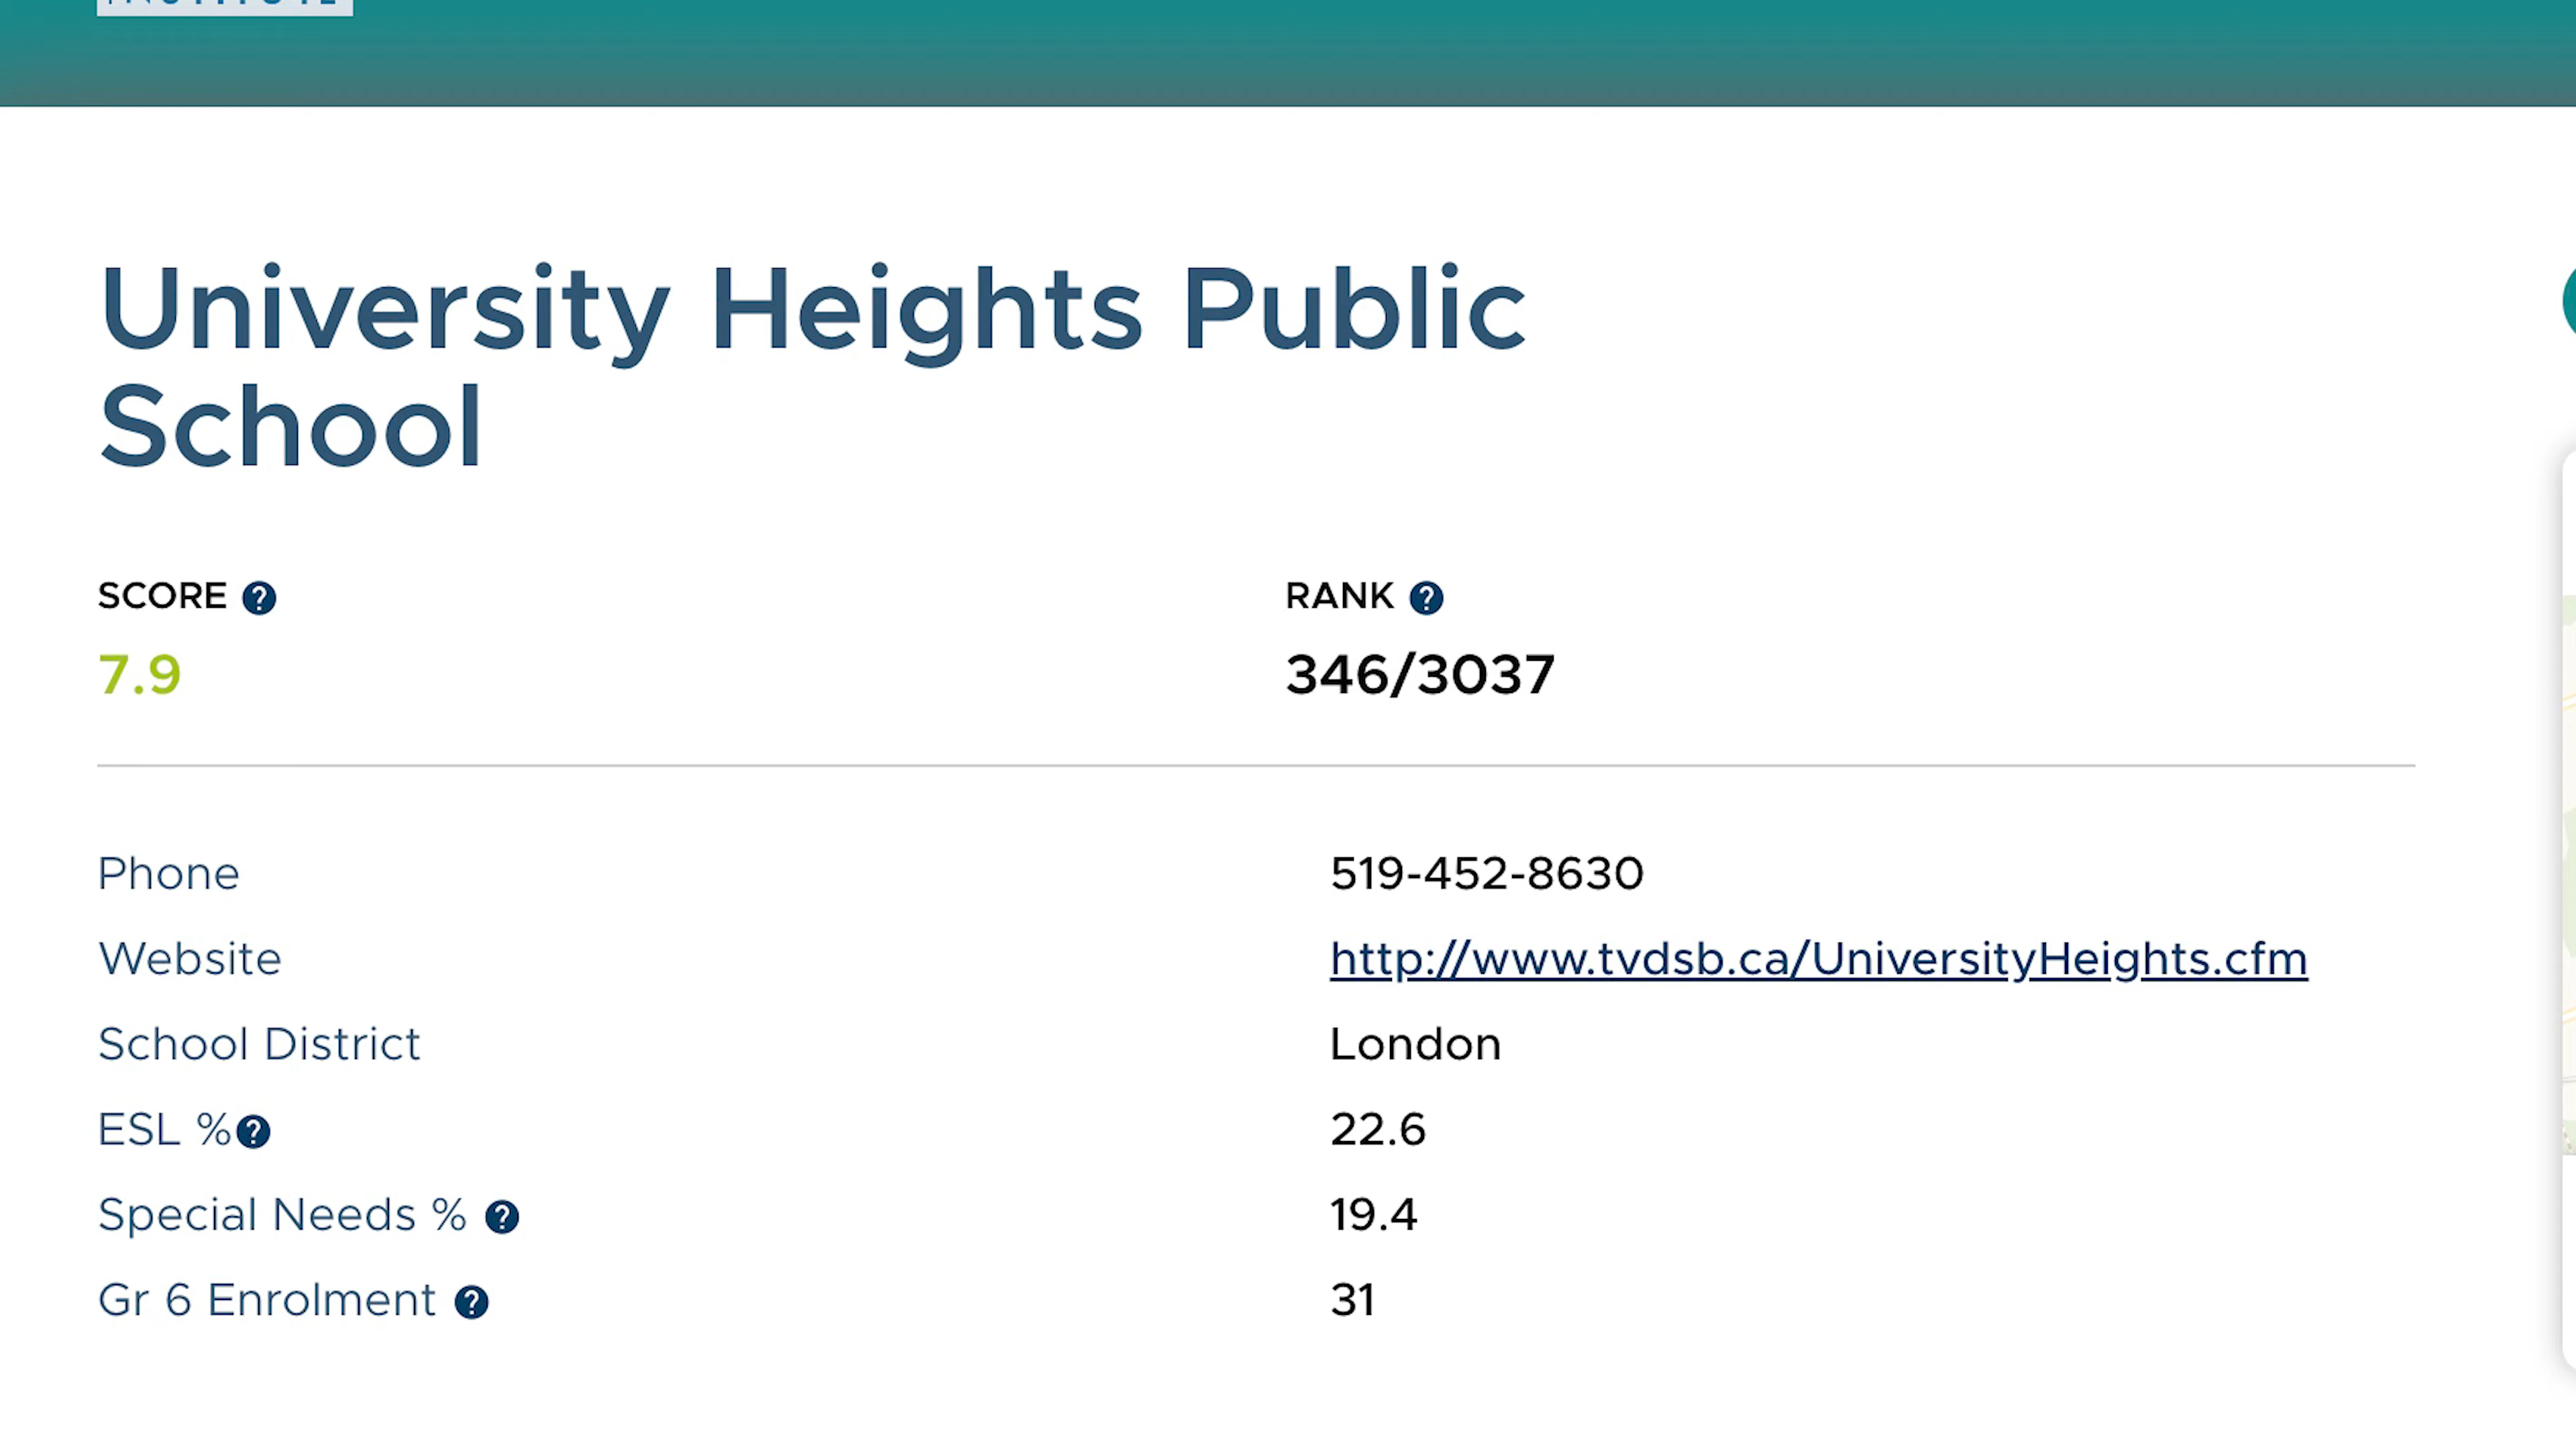 University Heights Public
School
SCORE ?
RANK ?
7.9
346/3037
Phone
519-452-8630
Website
http://www.tvdsb.ca/UniversityHeights.cfm
School District
London
ESL % ?
22.6
Special Needs % ?
19.4
Gr 6 Enrolment ?
31